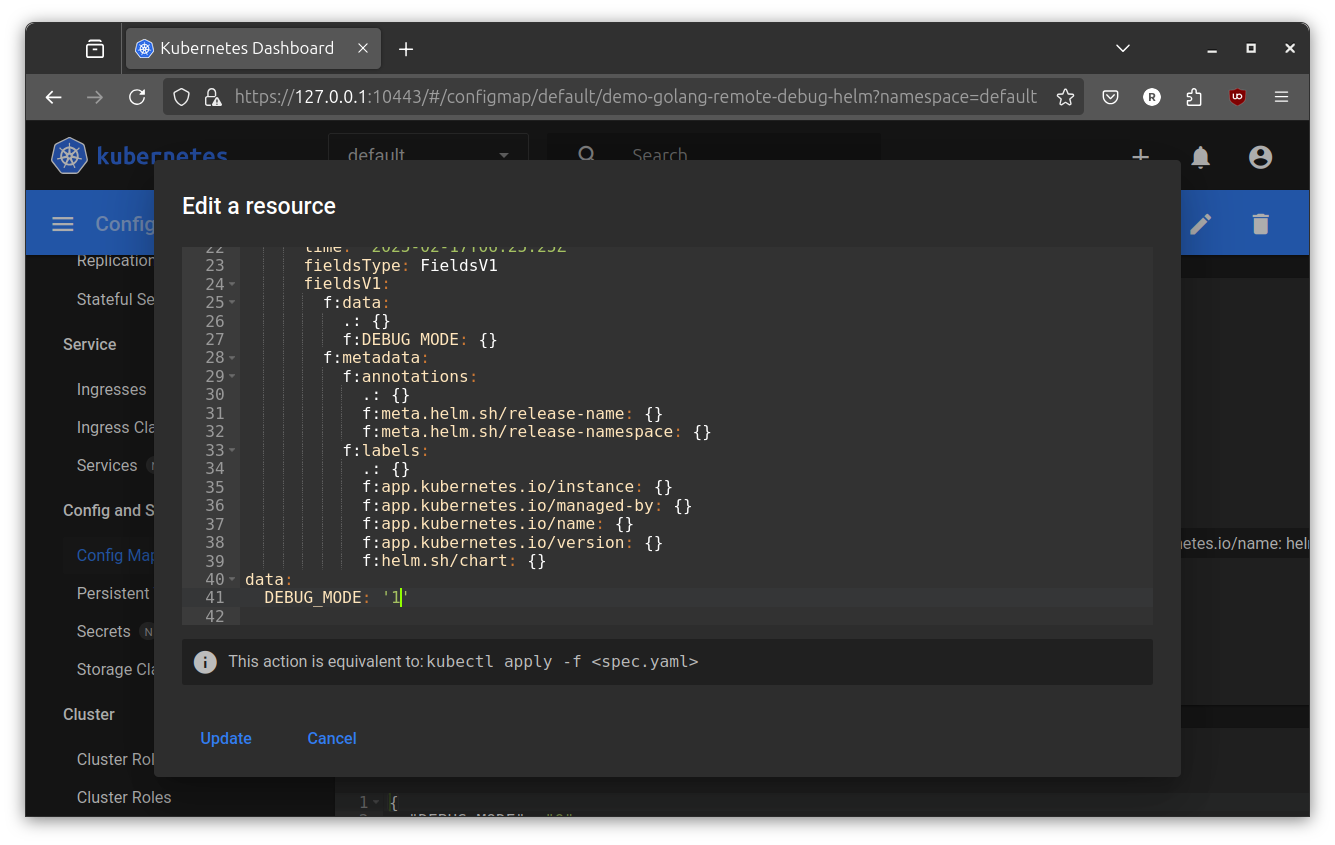 Kubernetes Dashboard
https://127.0.0.1:10443/#/configmap/default/demo-golang-remote-debug-helm?namespace=default
R
kubernetes
default
Search
Config
Replication
Stateful Se
Service
Ingresses
Ingress Cla
Services N
Config and S
Config Map
Persistent
Secrets N
Storage Cla
Cluster
Cluster Rol
Cluster Roles
Edit a resource
22 time: 
23 fieldsType: FieldsV1
24 fieldsV1:
25 f:data:
26 .: {}
27 f:DEBUG_MODE: {}
28 f:metadata:
29 f:annotations:
30 .: {}
31 f:meta.helm.sh/release-name: {}
32 f:meta.helm.sh/release-namespace: {}
33 f:labels:
34 .: {}
35 f:app.kubernetes.io/instance: {}
36 f:app.kubernetes.io/managed-by: {}
37 f:app.kubernetes.io/name: {}
38 f:app.kubernetes.io/version: {}
39 f:helm.sh/chart: {}
40 data:
41 DEBUG_MODE: '1'
42
This action is equivalent to: kubectl apply -f <spec.yaml>
Update
Cancel
netes.io/name: heln
1 {